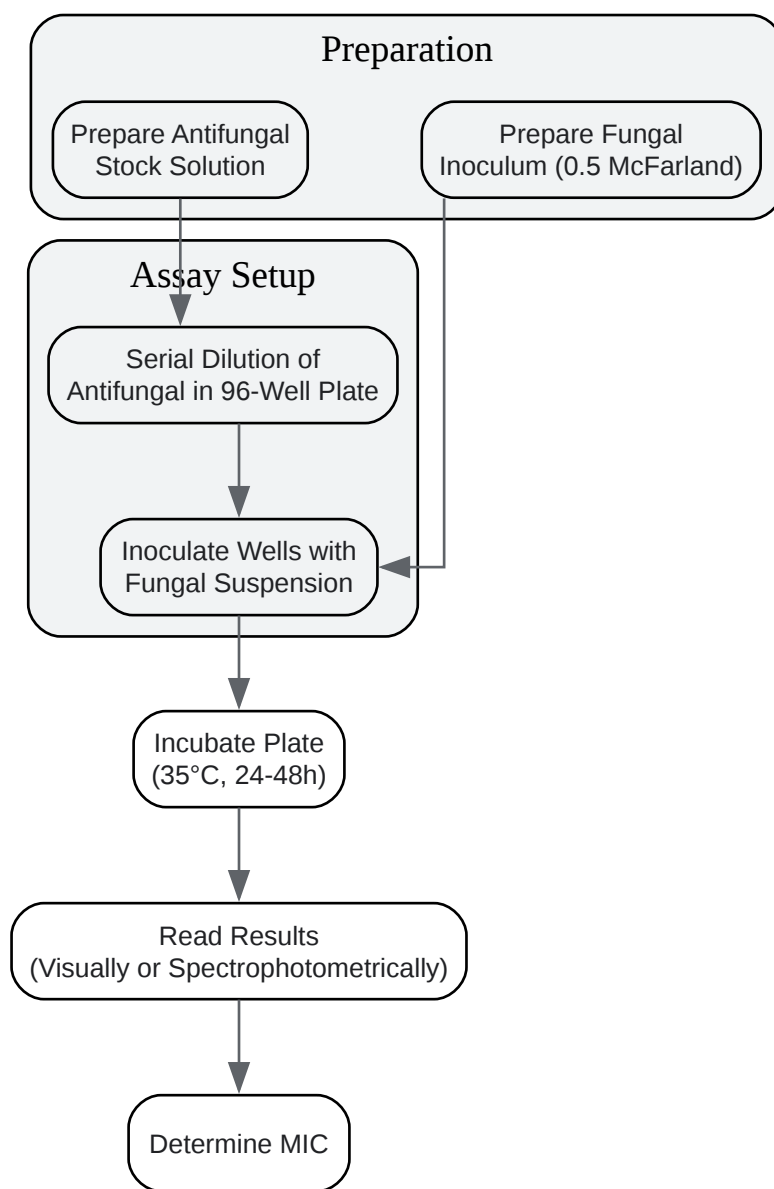 Preparation
Prepare Antifungal
Stock Solution
Prepare Fungal
Inoculum (0.5 McFarland)
Assay Setup
Serial Dilution of
Antifungal in 96-Well Plate
Inoculate Wells with
Fungal Suspension
Incubate Plate
(35°C, 24-48h)
Read Results
(Visually or Spectrophotometrically)
Determine MIC